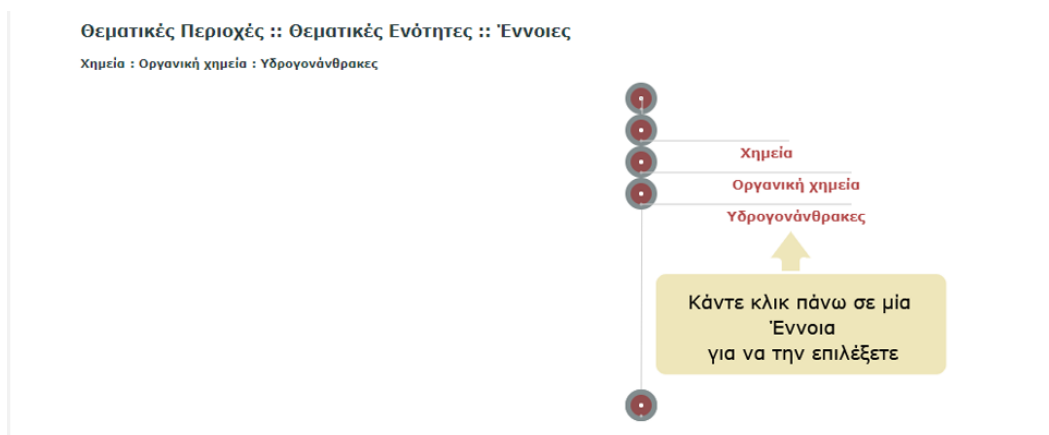 Θεματικές Περιοχές :: Θεματικές Ενότητες :: Έννοιες
Χημεία : Οργανική χημεία : Υδρογονάνθρακες
Χημεία
Οργανική χημεία
Υδρογονάνθρακες
Κάντε κλικ πάνω σε μία
Έννοια
για να την επιλέξετε